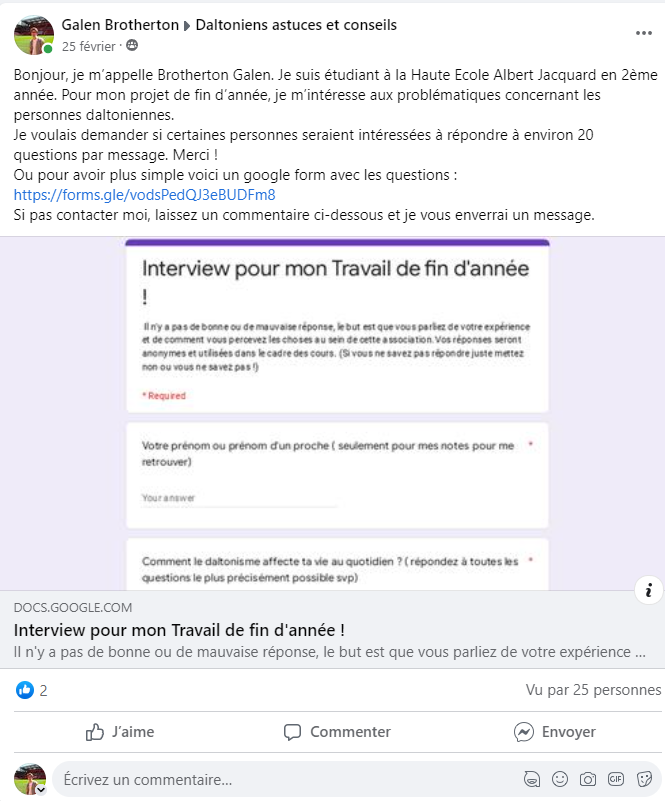 Galen Brotherton Daltoniens astuces et conseils
25 février ·
Bonjour, je m'appelle Brotherton Galen. Je suis étudiant à la Haute Ecole Albert Jacquard en 2ème
année. Pour mon projet de fin d'année, je m'intéresse aux problématiques concernant les
personnes daltoniennes.
Je voulais demander si certaines personnes seraient intéressées à répondre à environ 20
questions par message. Merci !
Ou pour avoir plus simple voici un google form avec les questions :
https://forms.gle/vodsPedQJ3eBUDFm8
Si pas contacter moi, laissez un commentaire ci-dessous et je vous enverrai un message.
Interview pour mon Travail de fin d'année
!
Il n'y a pas de bonne ou de mauvaise réponse, le but est que vous parliez de votre expérience
et de comment vous percevez les choses au sein de cette association. Vos réponses seront
anonymes et utilisées dans le cadre des cours. (Si vous ne savez pas répondre juste mettez
non ou vous ne savez pas !)
* Required
Votre prénom ou prénom d'un proche ( seulement pour mes notes pour me *
retrouver)
Your answer
Comment le daltonisme affecte ta vie au quotidien ? ( répondez à toutes les *
questions le plus précisément possible svp)
DOCS.GOOGLE.COM
Interview pour mon Travail de fin d'année !
Il n'y a pas de bonne ou de mauvaise réponse, le but est que vous parliez de votre expérience ...
2 Vu par 25 personnes
J'aime Commenter Envoyer
Écrivez un commentaire... GIF